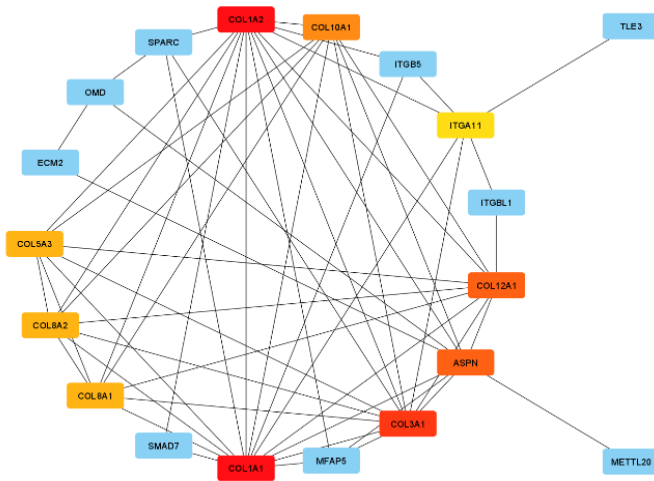 COL1A2
COL10A1
TLE3
SPARC
ITGB5
OMD
ITGA11
ECM2
ITGBL1
COL5A3
COL12A1
COL8A2
ASPN
COL8A1
COL3A1
SMAD7
MFAP5
COL1A1
METTL20